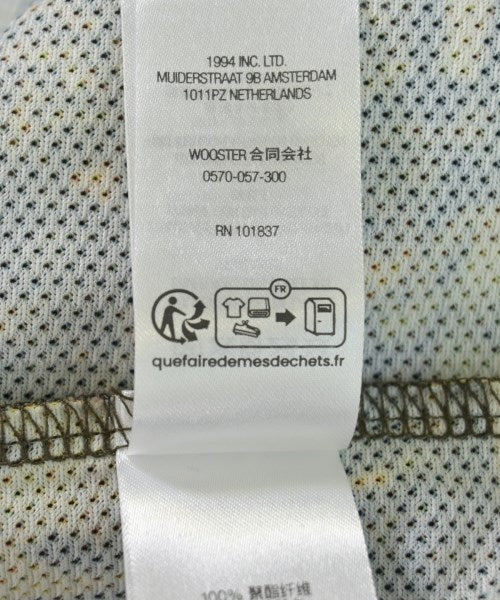 1994 INC. LTD.
MUIDERSTRAAT 9B AMSTERDAM
1011PZ NETHERLANDS
WOOSTER 合同会社
0570-057-300
RN 101837
FR
quefairedemesdechets.fr
100% 聚酯纤维